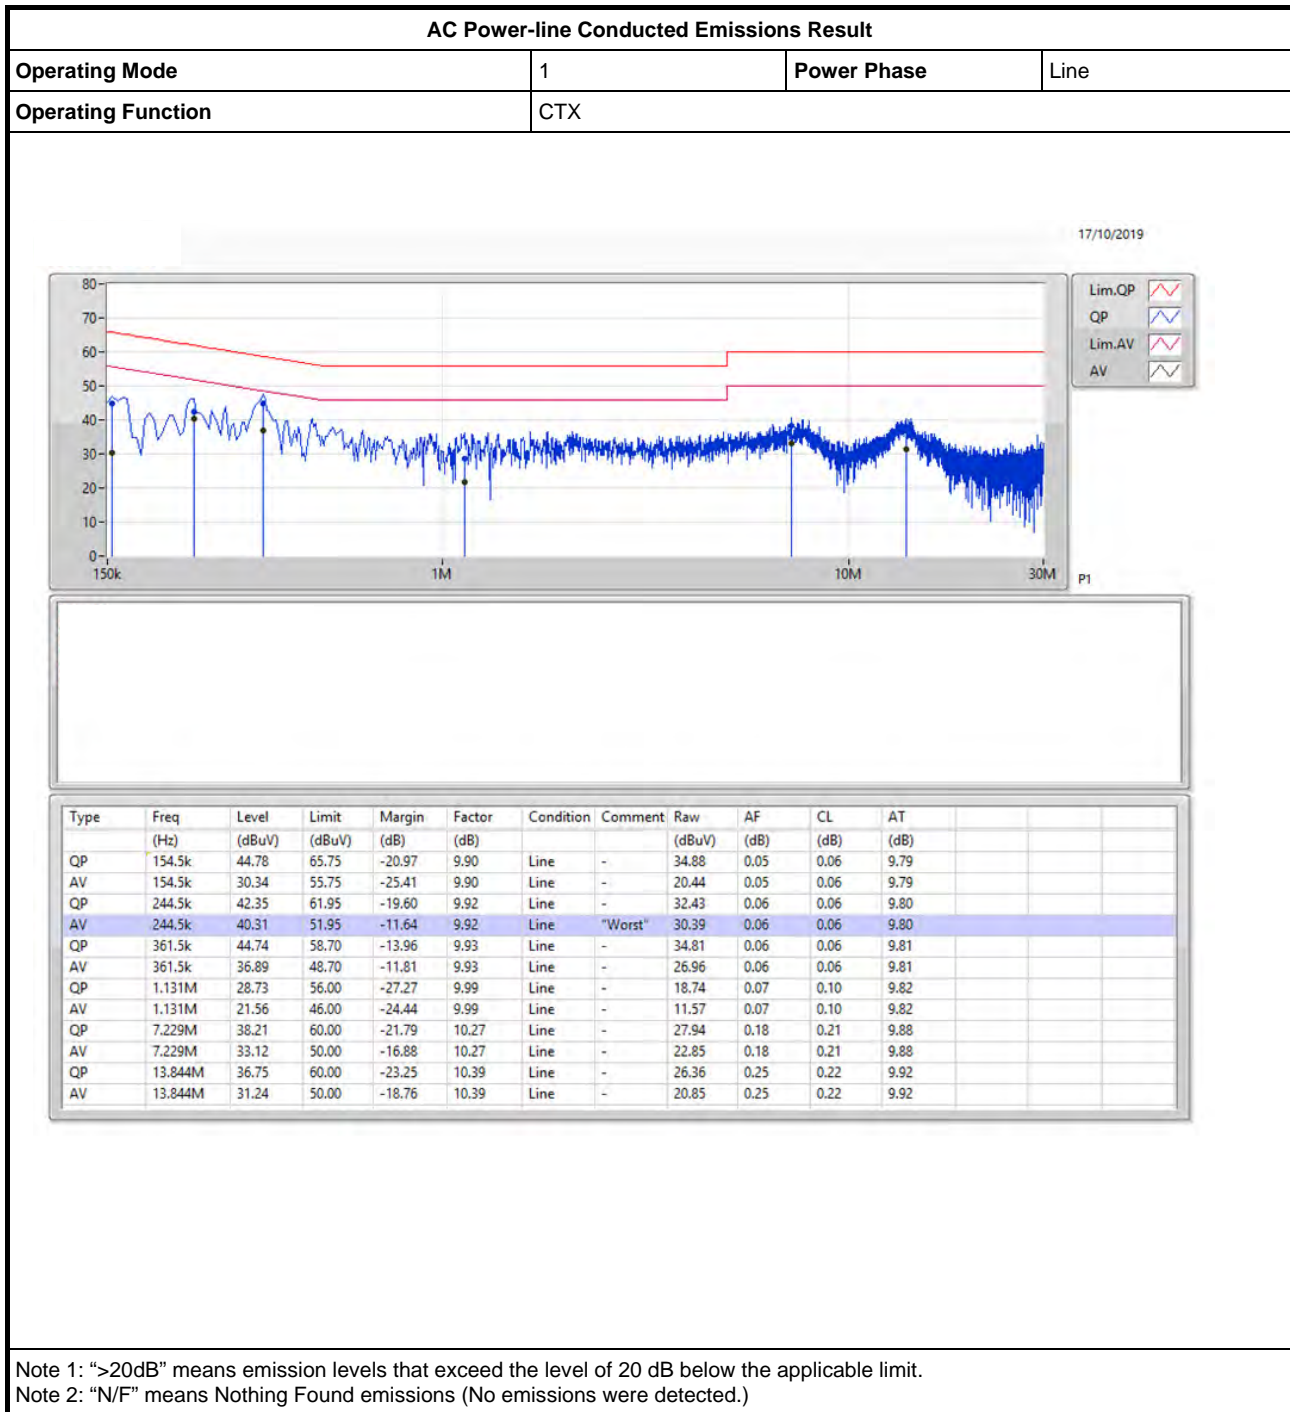 AC Power-line Conducted Emissions Result
Operating Mode 1 Power Phase Line
Operating Function CTX
17/10/2019
80
70
60
50
40
30
20
10
0
150k 1M 10M 30M
Lim.QP
QP
Lim.AV
AV
P1
Type Freq Level Limit Margin Factor Condition Comment Raw AF CL AT
(Hz) (dBuV) (dBuV) (dB) (dB) (dBuV) (dB) (dB) (dB)
QP 154.5k 44.78 65.75 -20.97 9.90 Line - 34.88 0.05 0.06 9.79
AV 154.5k 30.34 55.75 -25.41 9.90 Line - 20.44 0.05 0.06 9.79
QP 244.5k 42.35 61.95 -19.60 9.92 Line - 32.43 0.06 0.06 9.80
AV 244.5k 40.31 51.95 -11.64 9.92 Line "Worst" 30.39 0.06 0.06 9.80
QP 361.5k 44.74 58.70 -13.96 9.93 Line - 34.81 0.06 0.06 9.81
AV 361.5k 36.89 48.70 -11.81 9.93 Line - 26.96 0.06 0.06 9.81
QP 1.131M 28.73 56.00 -27.27 9.99 Line - 18.74 0.07 0.10 9.82
AV 1.131M 21.56 46.00 -24.44 9.99 Line - 11.57 0.07 0.10 9.82
QP 7.229M 38.21 60.00 -21.79 10.27 Line - 27.94 0.18 0.21 9.88
AV 7.229M 33.12 50.00 -16.88 10.27 Line - 22.85 0.18 0.21 9.88
QP 13.844M 36.75 60.00 -23.25 10.39 Line - 26.36 0.25 0.22 9.92
AV 13.844M 31.24 50.00 -18.76 10.39 Line - 20.85 0.25 0.22 9.92
Note 1: “>20dB” means emission levels that exceed the level of 20 dB below the applicable limit.
Note 2: “N/F” means Nothing Found emissions (No emissions were detected.)